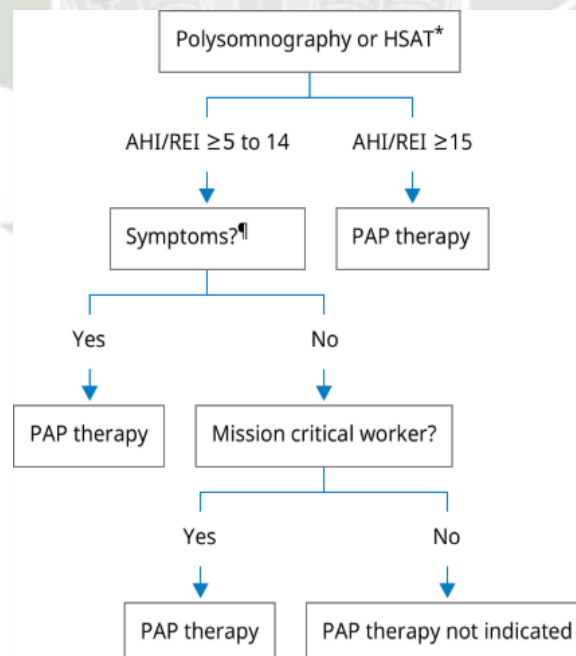 Polysomnography or HSAT*
AHI/REI ≥5 to 14
AHI/REI ≥15
Symptoms?¶
PAP therapy
Yes
No
PAP therapy
Mission critical worker?
Yes
No
PAP therapy
PAP therapy not indicated